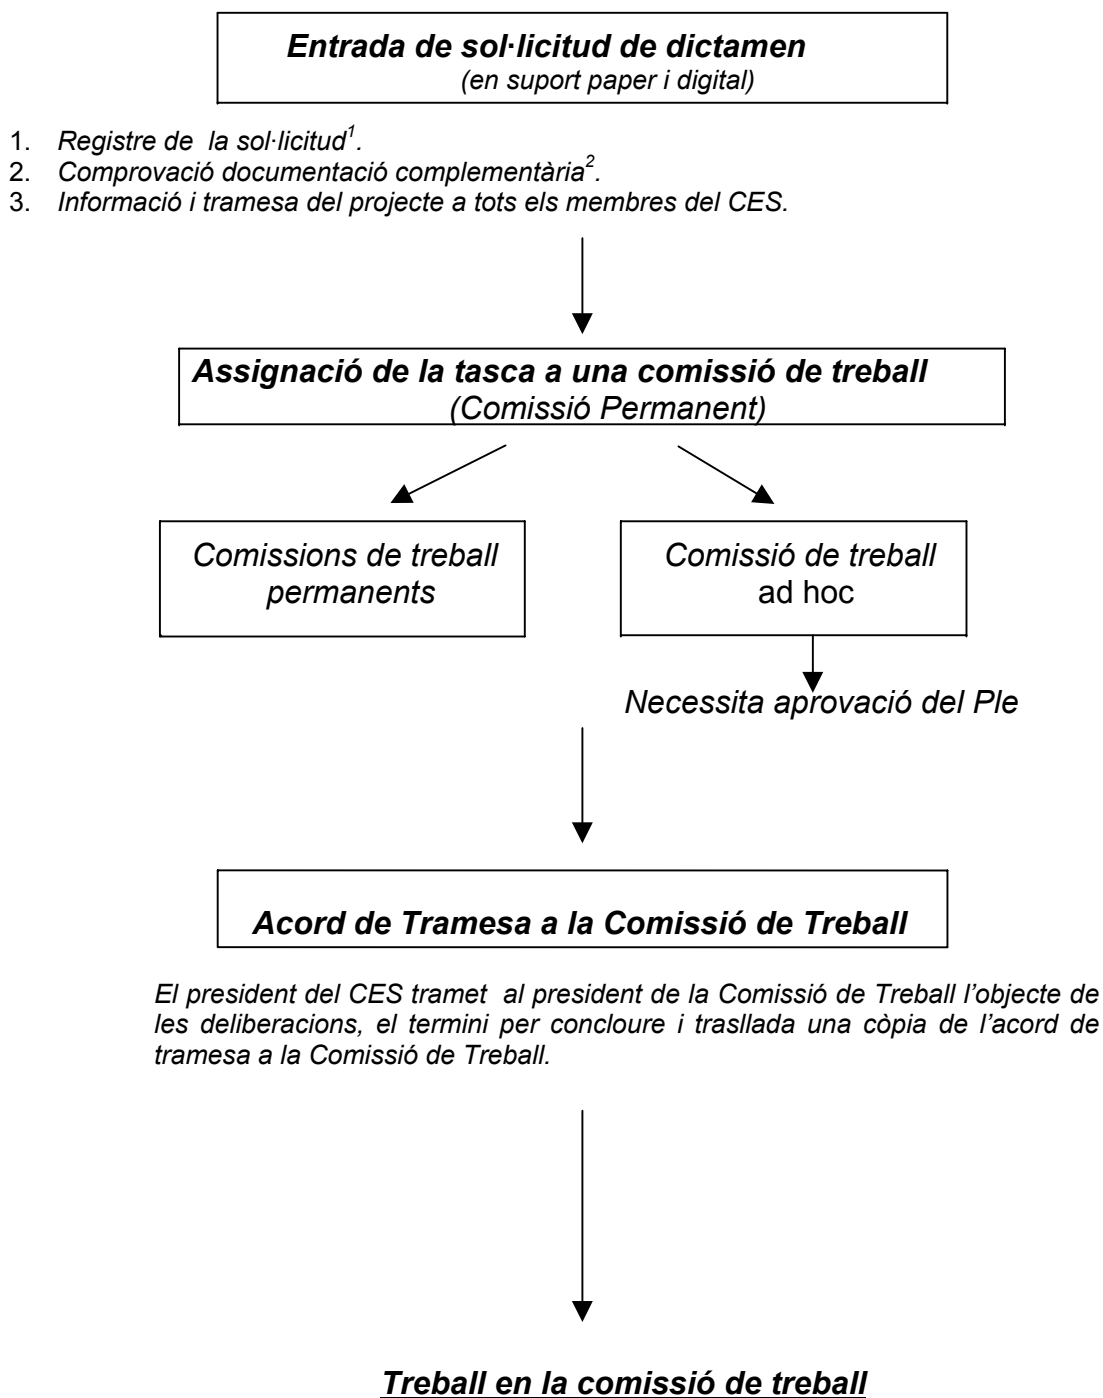 Entrada de sol·licitud de dictamen
(en suport paper i digital)
1. Registre de la sol·licitud¹.
2. Comprovació documentació complementària².
3. Informació i tramesa del projecte a tots els membres del CES.
Assignació de la tasca a una comissió de treball
(Comissió Permanent)
Comissions de treball
permanents
Comissió de treball
ad hoc
Necessita aprovació del Ple
Acord de Tramesa a la Comissió de Treball
El president del CES tramet al president de la Comissió de Treball l’objecte de
les deliberacions, el termini per concloure i trasllada una còpia de l’acord de
tramesa a la Comissió de Treball.
Treball en la comissió de treball